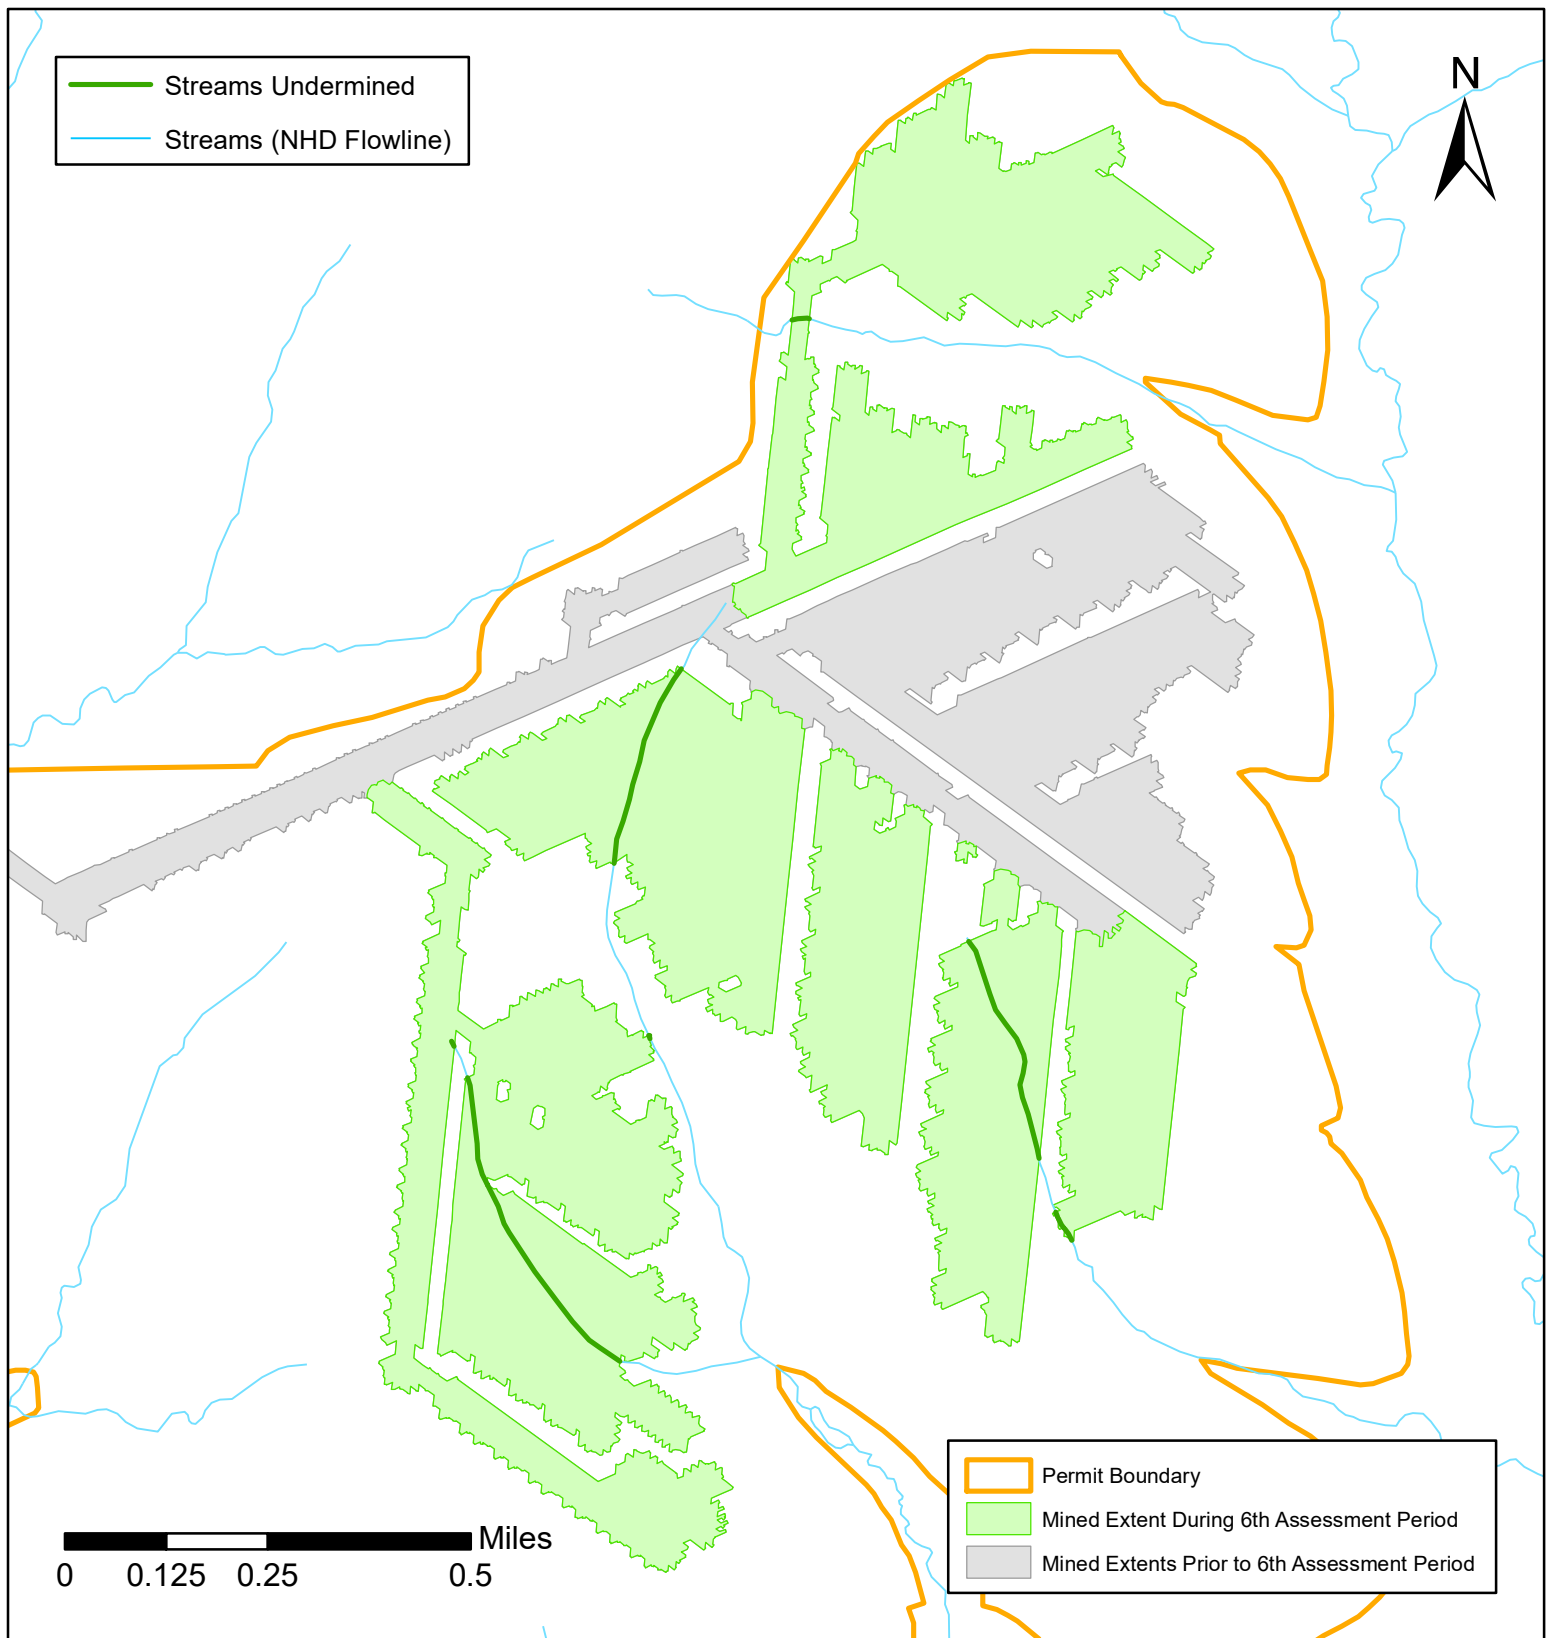 Streams Undermined
Streams (NHD Flowline)
N
Permit Boundary
Mined Extent During 6th Assessment Period
Mined Extents Prior to 6th Assessment Period
Miles
0 0.125 0.25 0.5